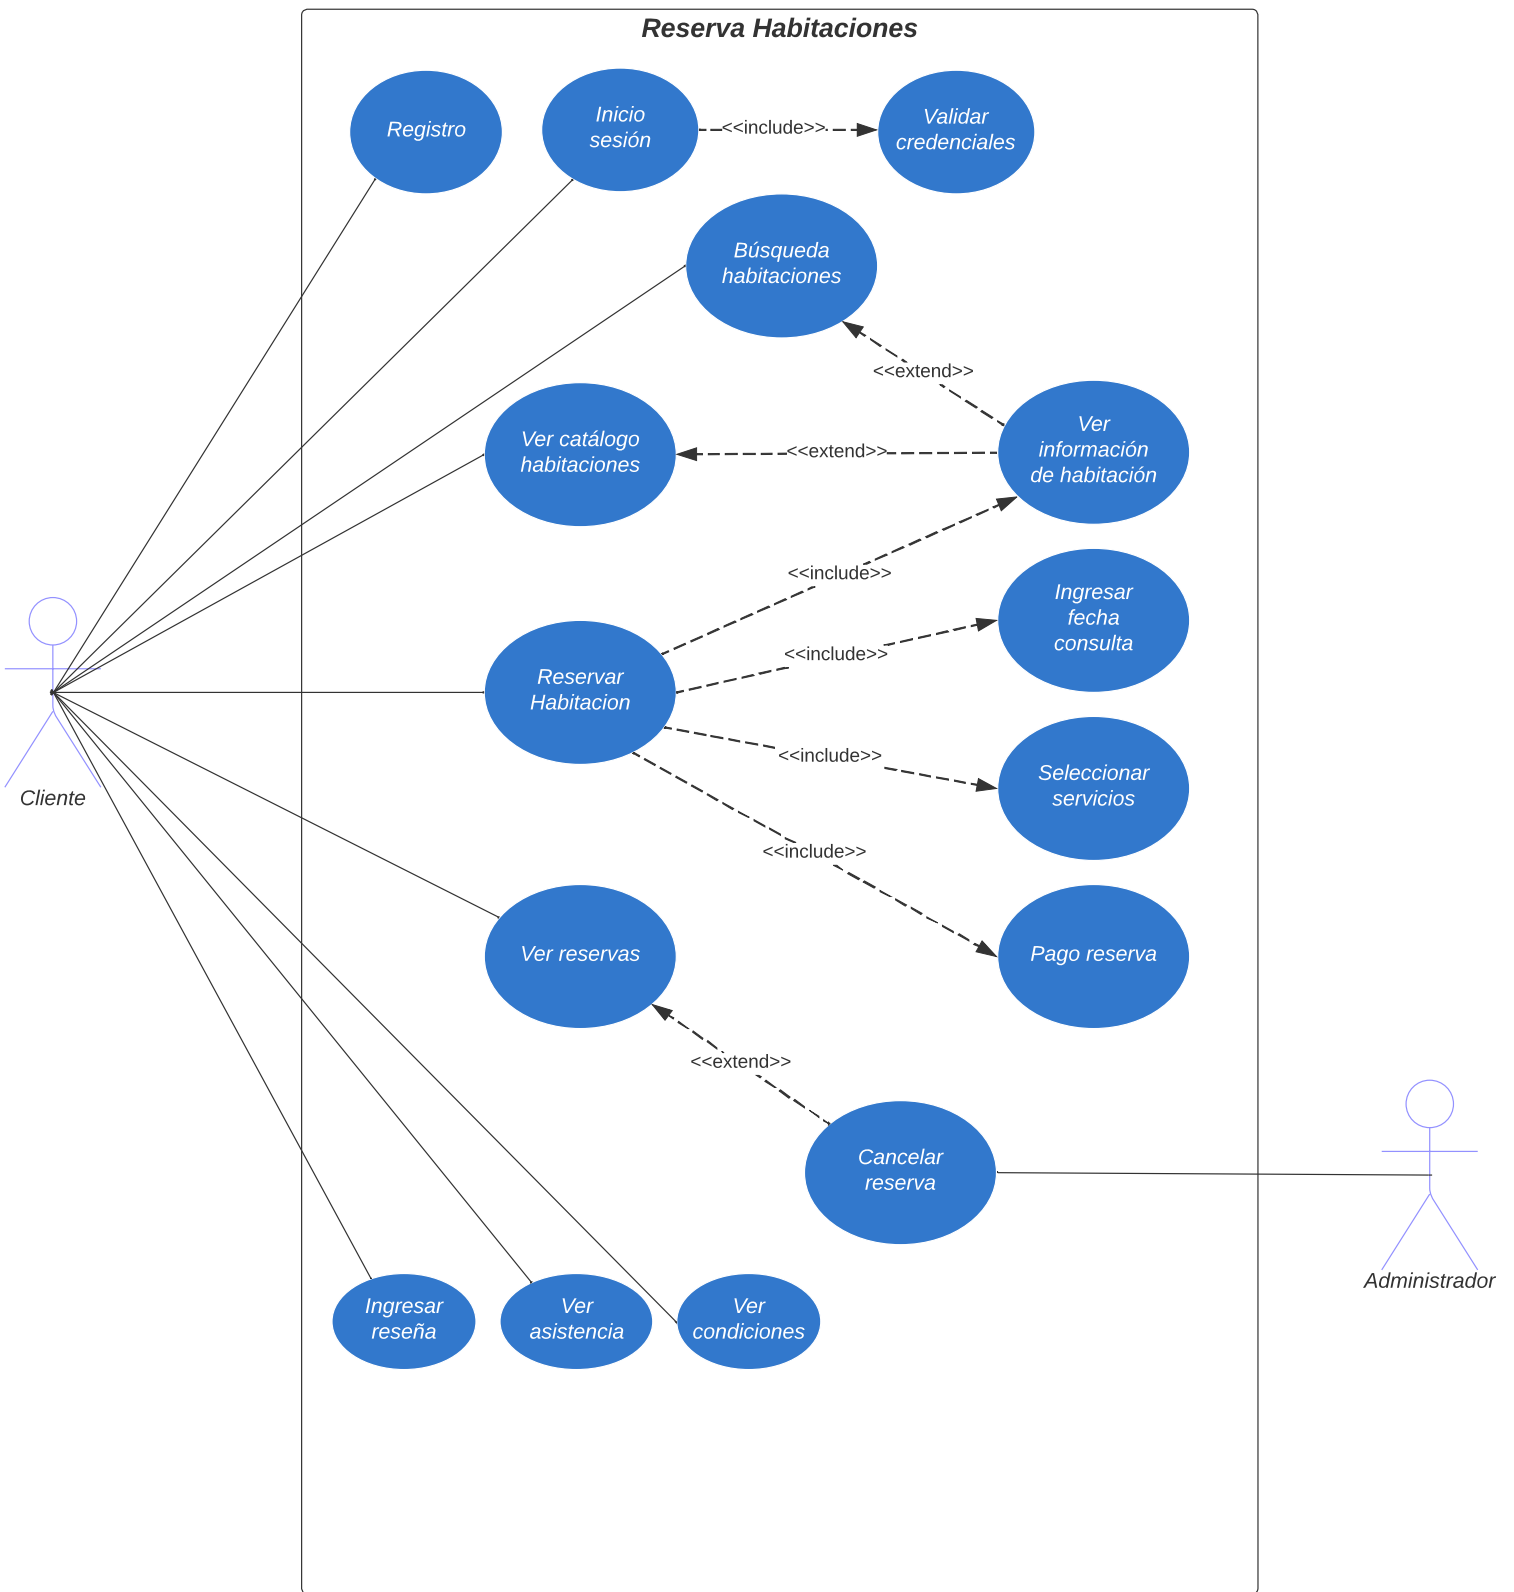 Reserva Habitaciones
Registro
Inicio
sesión
<<include>>
Validar
credenciales
Búsqueda
habitaciones
<<extend>>
Ver catálogo
habitaciones
<<extend>>
Ver
información
de habitación
<<include>>
Ingresar
fecha
consulta
<<include>>
Reservar
Habitacion
<<include>>
Seleccionar
servicios
Cliente
<<include>>
Ver reservas
Pago reserva
<<extend>>
Cancelar
reserva
Administrador
Ingresar
reseña
Ver
asistencia
Ver
condiciones